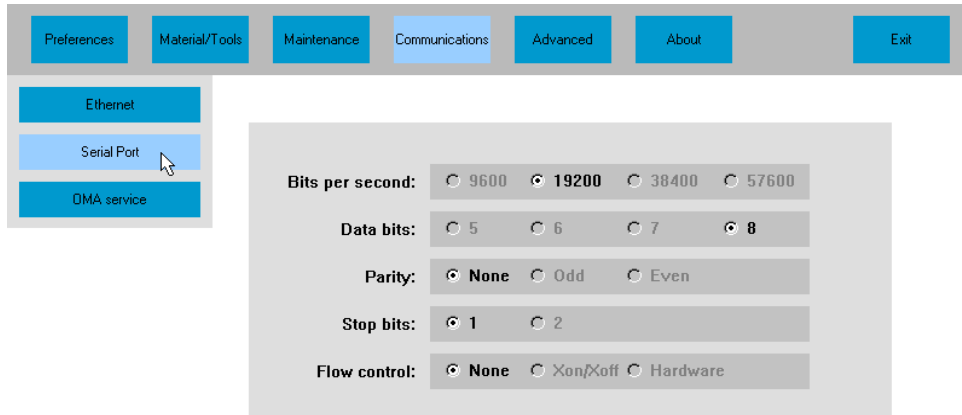 Preferences Material/Tools Maintenance Communications Advanced About Exit
Ethernet
Serial Port
OMA service
Bits per second: 9600 19200 38400 57600
Data bits: 5 6 7 8
Parity: None Odd Even
Stop bits: 1 2
Flow control: None Xon/Xoff Hardware